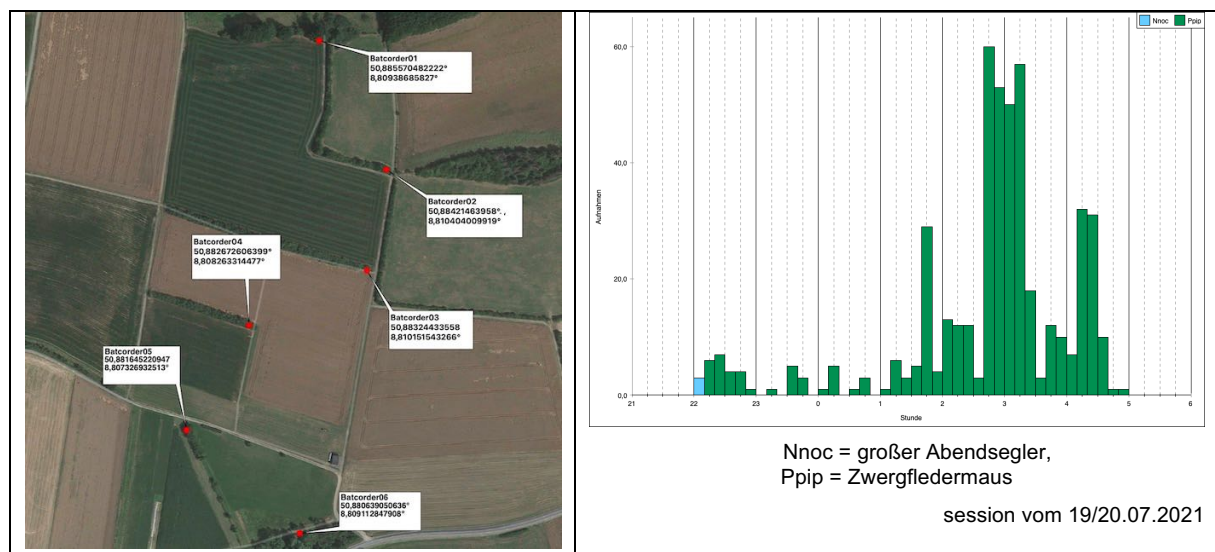 Batcorder01
50,885570482222°
8,80938685827°
Batcorder02
50,88421463958°. ,
8,810404009919°
Batcorder04
50,882672606399°
8,808263314477°
Batcorder03
50,88324433558
8,810151543266°
Batcorder05
50,881645220947
8,807326932513°
Batcorder06
50,880639050636°
8,809112847908°
Nnoc Ppip
60,0
40,0
Aufnahmen
20,0
0,0
21 22 23 0 1 2 3 4 5 6
Stunde
Nnoc = großer Abendsegler,
Ppip = Zwergfledermaus
session vom 19/20.07.2021